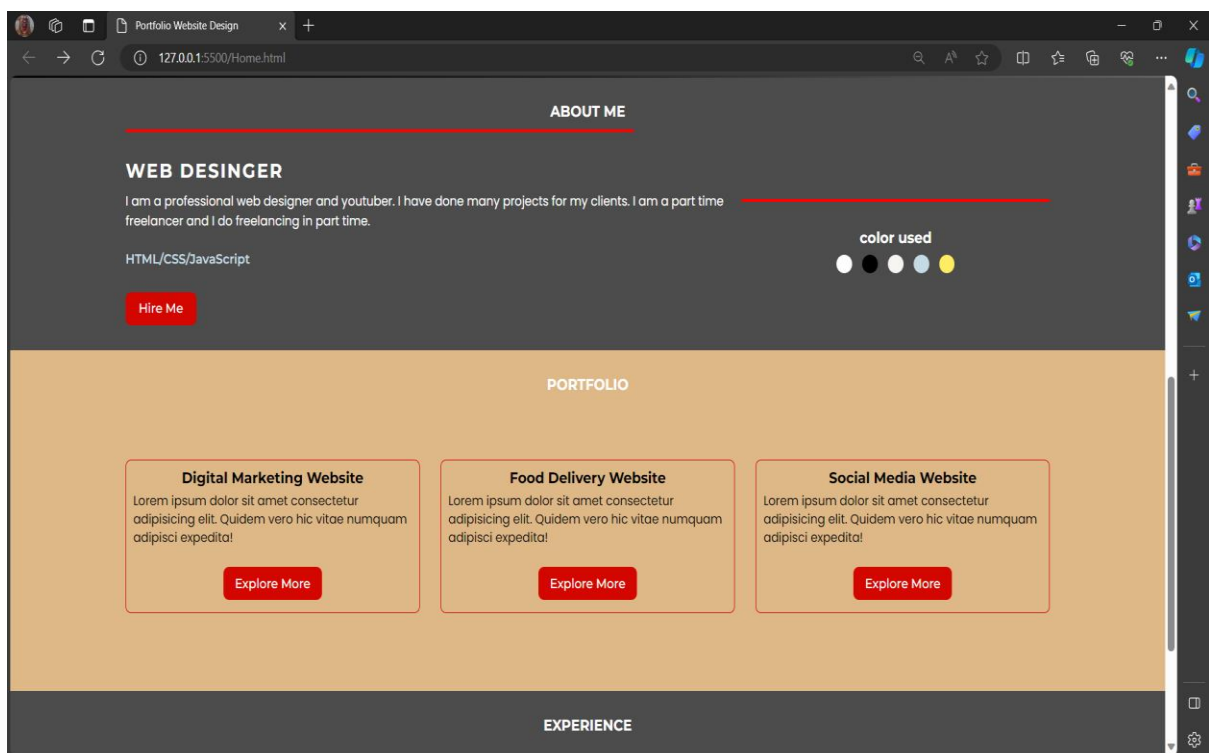 Portfolio Website Design
127.0.0.1:5500/Home.html
ABOUT ME
WEB DESINGER
I am a professional web designer and youtuber. I have done many projects for my clients. I am a part time
freelancer and I do freelancing in part time.
HTML/CSS/JavaScript
Hire Me
color used
PORTFOLIO
Digital Marketing Website
Lorem ipsum dolor sit amet consectetur
adipisicing elit. Quidem vero hic vitae numquam
adipisci expedita!
Explore More
Food Delivery Website
Lorem ipsum dolor sit amet consectetur
adipisicing elit. Quidem vero hic vitae numquam
adipisci expedita!
Explore More
Social Media Website
Lorem ipsum dolor sit amet consectetur
adipisicing elit. Quidem vero hic vitae numquam
adipisci expedita!
Explore More
EXPERIENCE